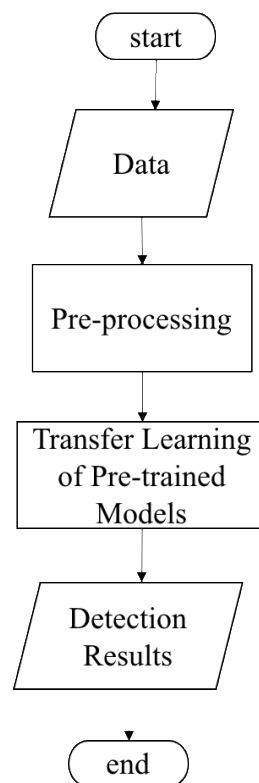 start
Data
Pre-processing
Transfer Learning
of Pre-trained
Models
Detection
Results
end